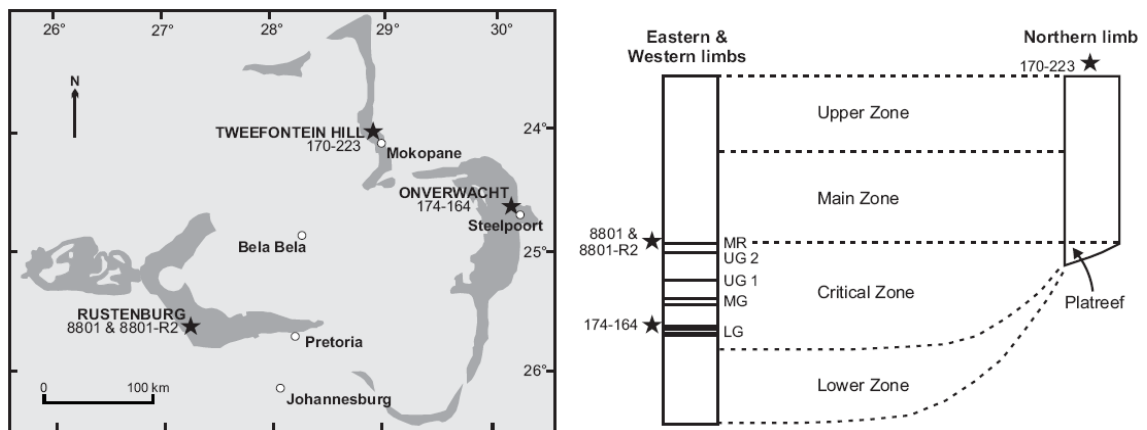 26°
27°
28°
29°
30°
N
TWEEFONTEIN HILL
170-223
Mokopane
24°
ONVERWACHT
174-164
Steelpoort
Bela Bela
25°
RUSTENBURG
8801 & 8801-R2
Pretoria
26°
0
100 km
Johannesburg
Eastern &
Western limbs
Northern limb
170-223
Upper Zone
Main Zone
8801 &
8801-R2
MR
UG 2
UG 1
MG
Critical Zone
Platreef
174-164
LG
Lower Zone